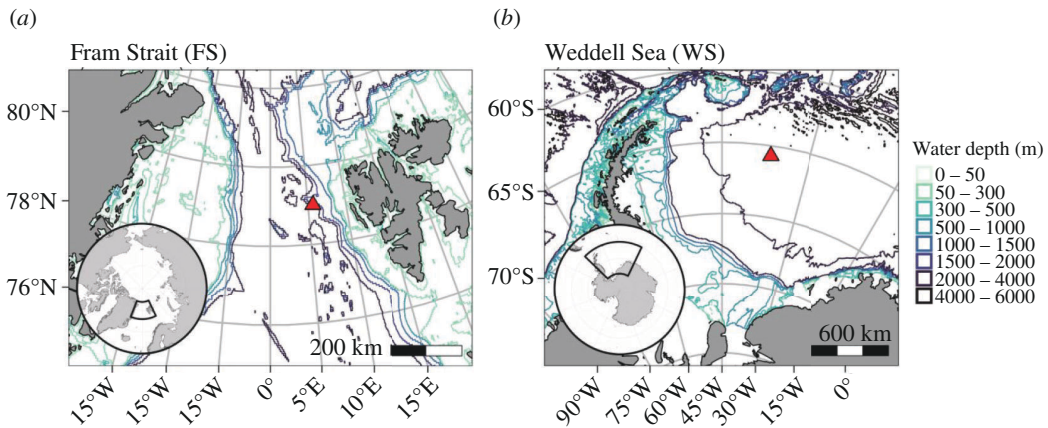 (a)
Fram Strait (FS)
80°N
78°N
76°N
200 km
15°W
15°W
15°W
0°
5°E
10°E
15°E
(b)
Weddell Sea (WS)
60°S
65°S
70°S
600 km
90°W
75°W
60°W
45°W
30°W
15°W
0°
Water depth (m)
0 – 50
50 – 300
300 – 500
500 – 1000
1000 – 1500
1500 – 2000
2000 – 4000
4000 – 6000